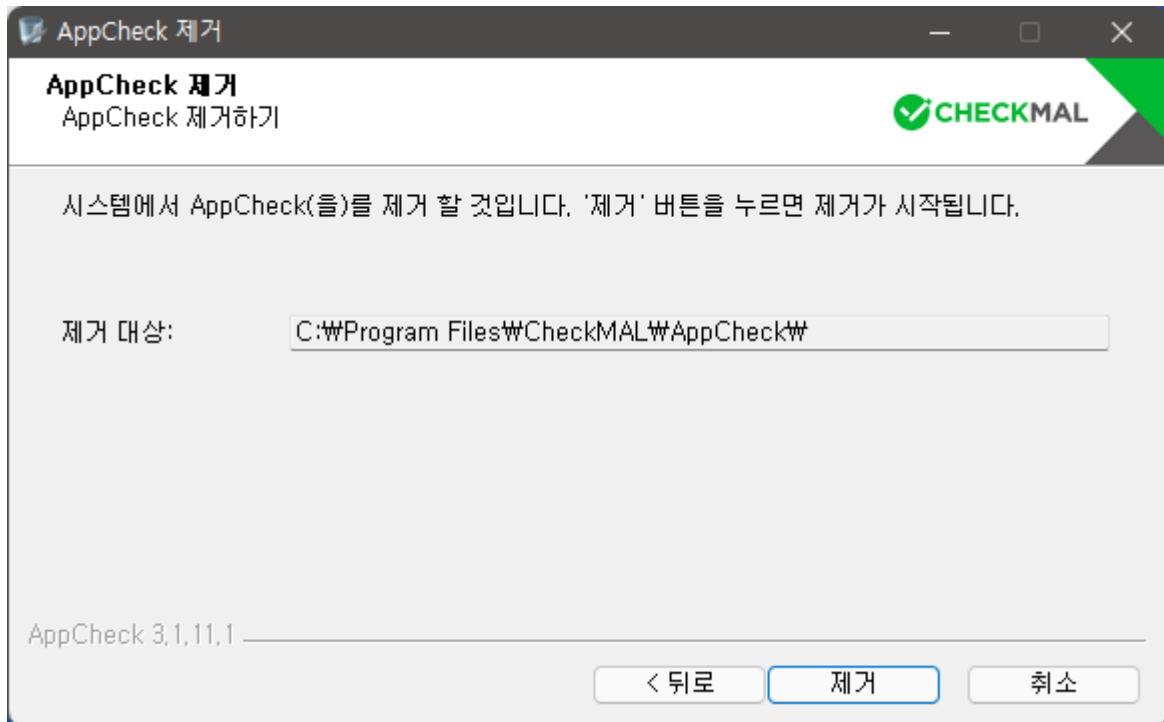 AppCheck 제거
AppCheck 제거
AppCheck 제거하기
CHECKMAL
시스템에서 AppCheck(을)를 제거 할 것입니다. '제거' 버튼을 누르면 제거가 시작됩니다.
제거 대상: C:₩Program Files₩CheckMAL₩AppCheck₩
AppCheck 3.1.11.1
< 뒤로 제거 취소